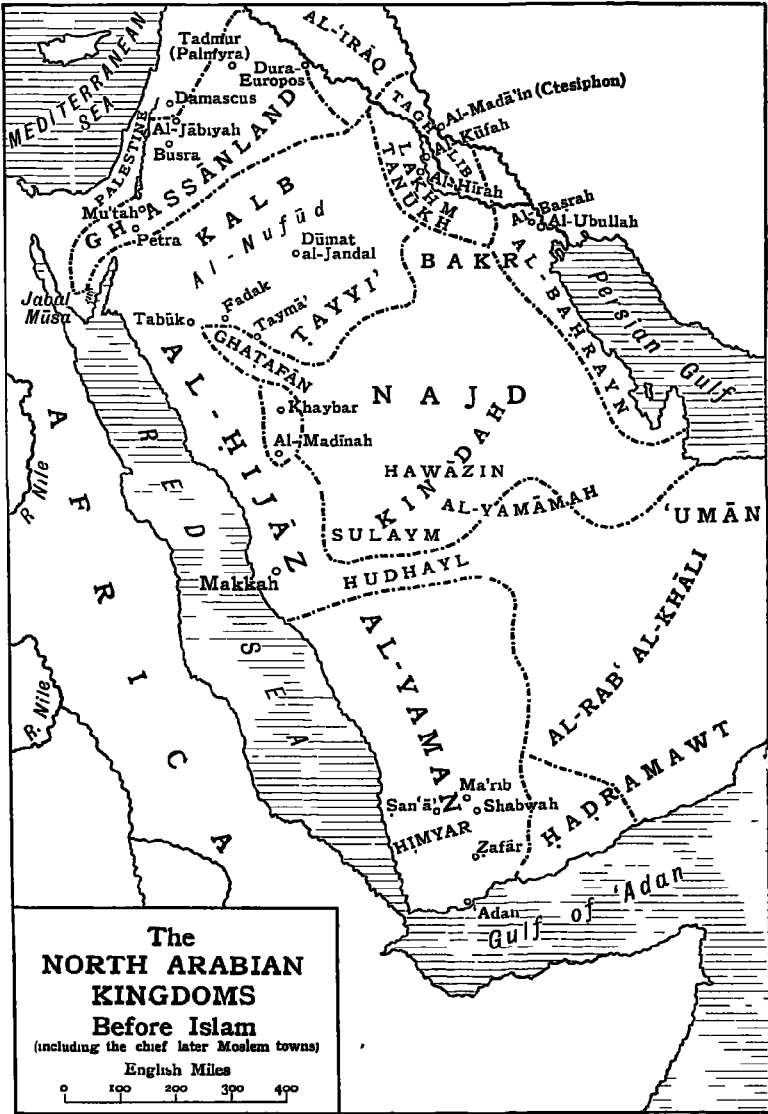 MEDITERRANEAN
SEA
AL-'IRĀQ
Tadmur
(Palmyra)
Dura-
Europos
Damascus
Al-Jābiyah
Busra
PALESTINE
GHASSĀNLAND
TAGHLIB
Al-Madā'in (Ctesiphon)
Al-Kūfah
Al-Ḥīrah
LAKHM
TANŪKH
Al-Baṣrah
Al-Ubullah
Mu'tah
Petra
KALB
Al-Nufūd
Dūmat
al-Jandal
BAKR
AL-BAḤRAYN
Persian Gulf
Jabal
Mūsa
Tabūk
Fadak
Taymā'
ṬAYYI'
GHATAFĀN
AL-ḤIJĀZ
NAJD
Khaybar
Al-Madīnah
HAWĀZIN
KINDAH
AL-YAMĀMAH
'UMĀN
SULAYM
HUDHAYL
Makkah
R. Nile
R. Nile
AFRICA
RED SEA
AL-YAMAN
AL-RAB' AL-KHĀLI
Ma'rib
Ṣan'ā'
Shabwah
ḤIMYAR
Ẓafār
ḤAḌRAMAWT
'Adan
Gulf of 'Adan
The
NORTH ARABIAN
KINGDOMS
Before Islam
(including the chief later Moslem towns)
English Miles
0 100 200 300 400